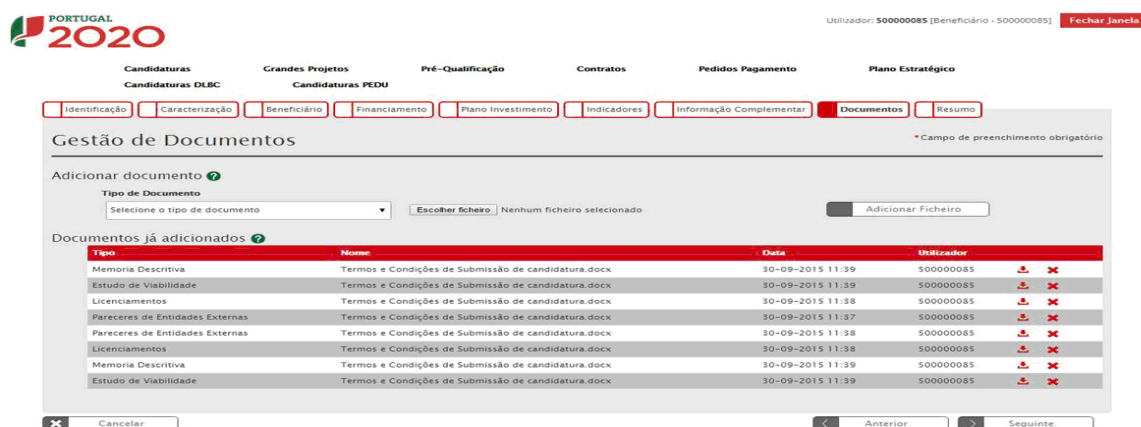 PORTUGAL
2020
Utilizador: 500000085 [Beneficiário - 500000085] Fechar Janela
Candidaturas Grandes Projetos Pré-Qualificação Contratos Pedidos Pagamento Plano Estratégico
Candidaturas DLBC Candidaturas PEDU
Identificação Caracterização Beneficiário Financiamento Plano Investimento Indicadores Informação Complementar Documentos Resumo
Gestão de Documentos *Campo de preenchimento obrigatório
Adicionar documento ?
Tipo de Documento
Selecione o tipo de documento Escolher ficheiro Nenhum ficheiro selecionado Adicionar Ficheiro
Documentos já adicionados ?
Tipo Nome Data Utilizador
Memoria Descritiva Termos e Condições de Submissão de candidatura.docx 30-09-2015 11:39 500000085
Estudo de Viabilidade Termos e Condições de Submissão de candidatura.docx 30-09-2015 11:39 500000085
Licenciamentos Termos e Condições de Submissão de candidatura.docx 30-09-2015 11:38 500000085
Pareceres de Entidades Externas Termos e Condições de Submissão de candidatura.docx 30-09-2015 11:37 500000085
Pareceres de Entidades Externas Termos e Condições de Submissão de candidatura.docx 30-09-2015 11:38 500000085
Licenciamentos Termos e Condições de Submissão de candidatura.docx 30-09-2015 11:38 500000085
Memoria Descritiva Termos e Condições de Submissão de candidatura.docx 30-09-2015 11:39 500000085
Estudo de Viabilidade Termos e Condições de Submissão de candidatura.docx 30-09-2015 11:39 500000085
Cancelar Anterior Seguinte